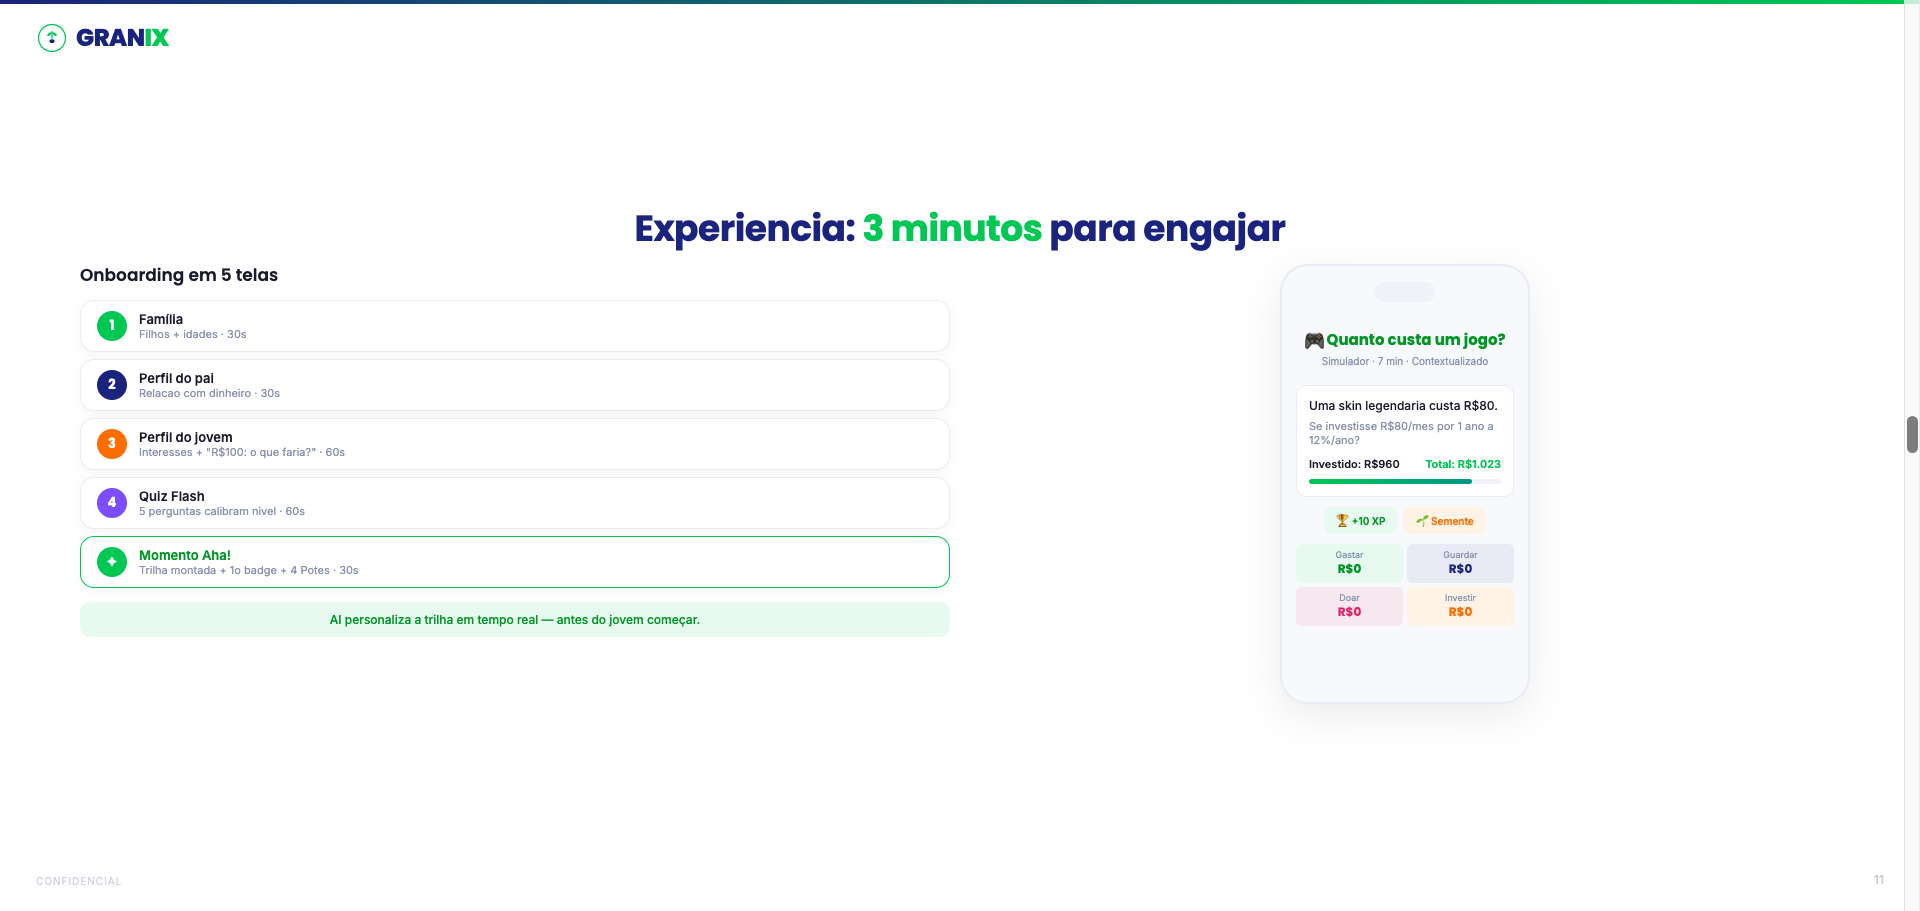 GRANIX
Experiencia: 3 minutos para engajar
Onboarding em 5 telas
1
Família
Filhos + idades · 30s
2
Perfil do pai
Relacao com dinheiro · 30s
3
Perfil do jovem
Interesses + "R$100: o que faria?" · 60s
4
Quiz Flash
5 perguntas calibram nivel · 60s
Momento Aha!
Trilha montada + 1o badge + 4 Potes · 30s
AI personaliza a trilha em tempo real — antes do jovem começar.
Quanto custa um jogo?
Simulador · 7 min · Contextualizado
Uma skin legendaria custa R$80.
Se investisse R$80/mes por 1 ano a
12%/ano?
Investido: R$960 Total: R$1.023
+10 XP Semente
Gastar
R$0
Guardar
R$0
Doar
R$0
Investir
R$0
CONFIDENCIAL
11